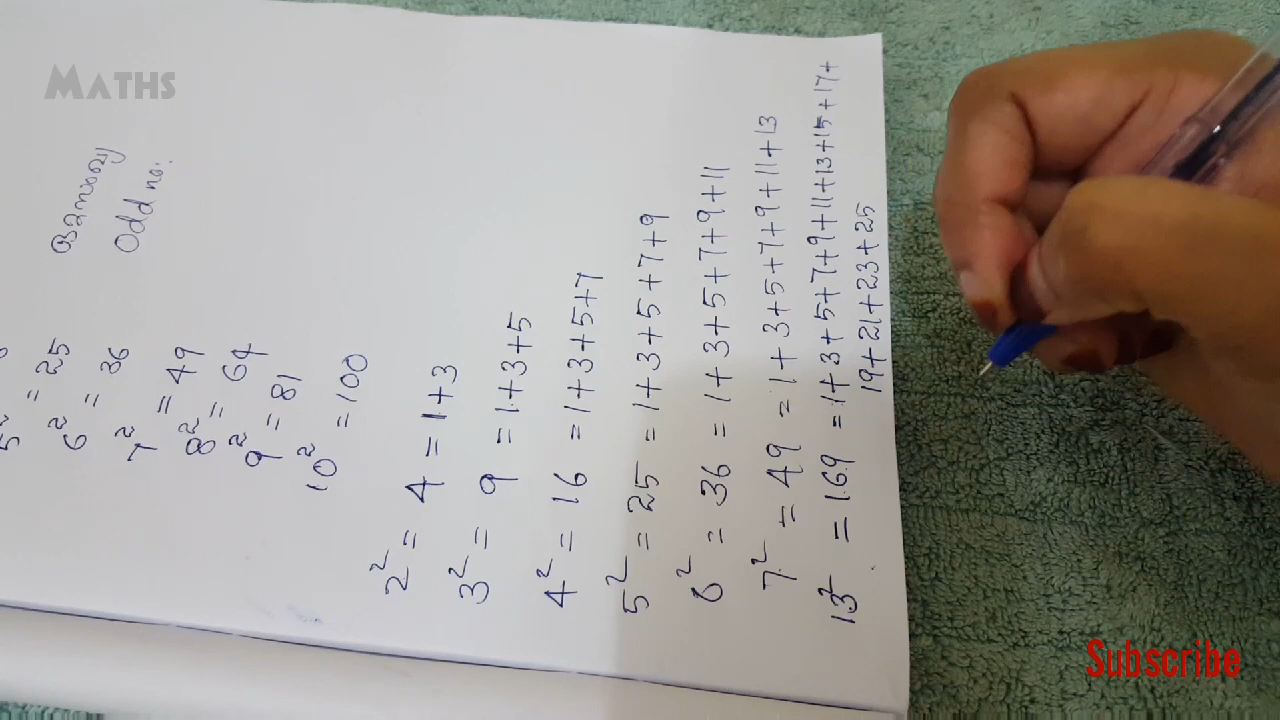 MATHS
Odd no:
6² = 25
7² = 36
8² = 49
9² = 64
10² = 81
= 100
2² = 4 = 1+3
3² = 9 = 1+3+5
4² = 16 = 1+3+5+7
5² = 25 = 1+3+5+7+9
6² = 36 = 1+3+5+7+9+11
7² = 49 = 1+3+5+7+9+11+13
13² = 169 = 1+3+5+7+9+11+13+15+17+
19+21+23+25
Subscribe